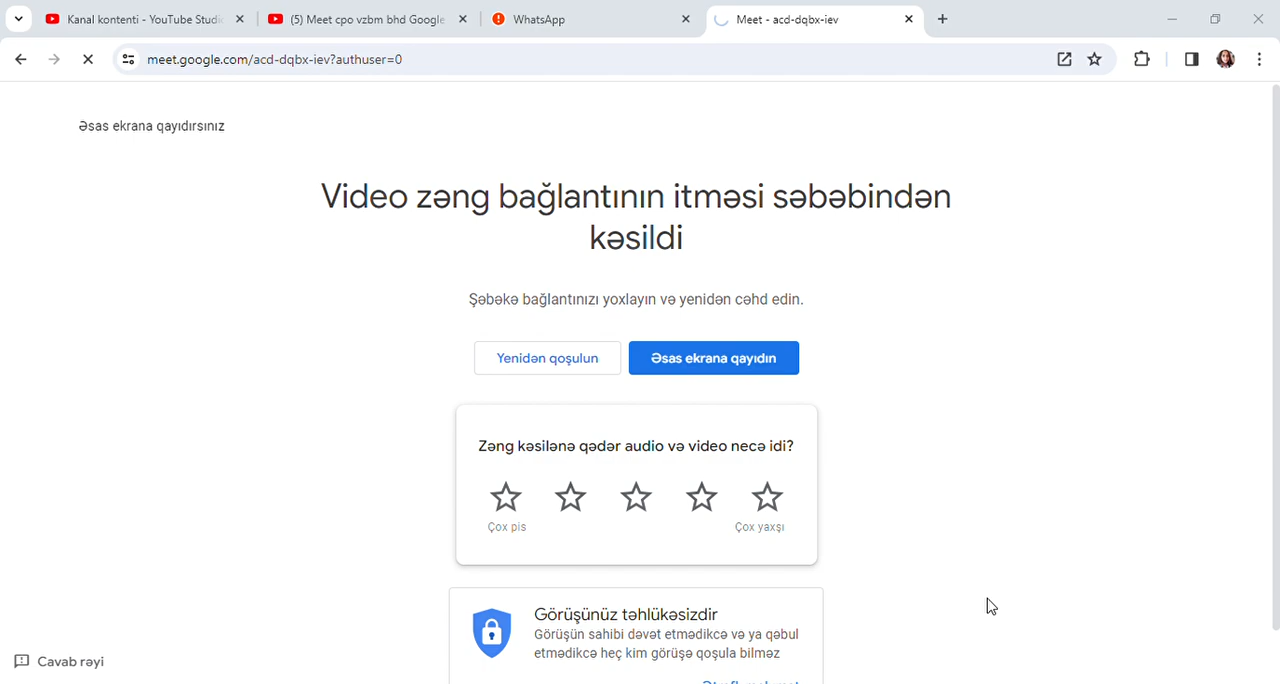 Kanal kontenti - YouTube Studio
(5) Meet cpo vzbm bhd Google
WhatsApp
Meet - acd-dqbx-iev
meet.google.com/acd-dqbx-iev?authuser=0
Əsas ekrana qayıdırsınız
Video zəng bağlantının itməsi səbəbindən
kəsildi
Şəbəkə bağlantınızı yoxlayın və yenidən cəhd edin.
Yenidən qoşulun
Əsas ekrana qayıdın
Zəng kəsilənə qədər audio və video necə idi?
Çox pis
Çox yaxşı
Görüşünüz təhlükəsizdir
Görüşün sahibi dəvət etmədikcə və ya qəbul
etmədikcə heç kim görüşə qoşula bilməz
Cavab rəyi